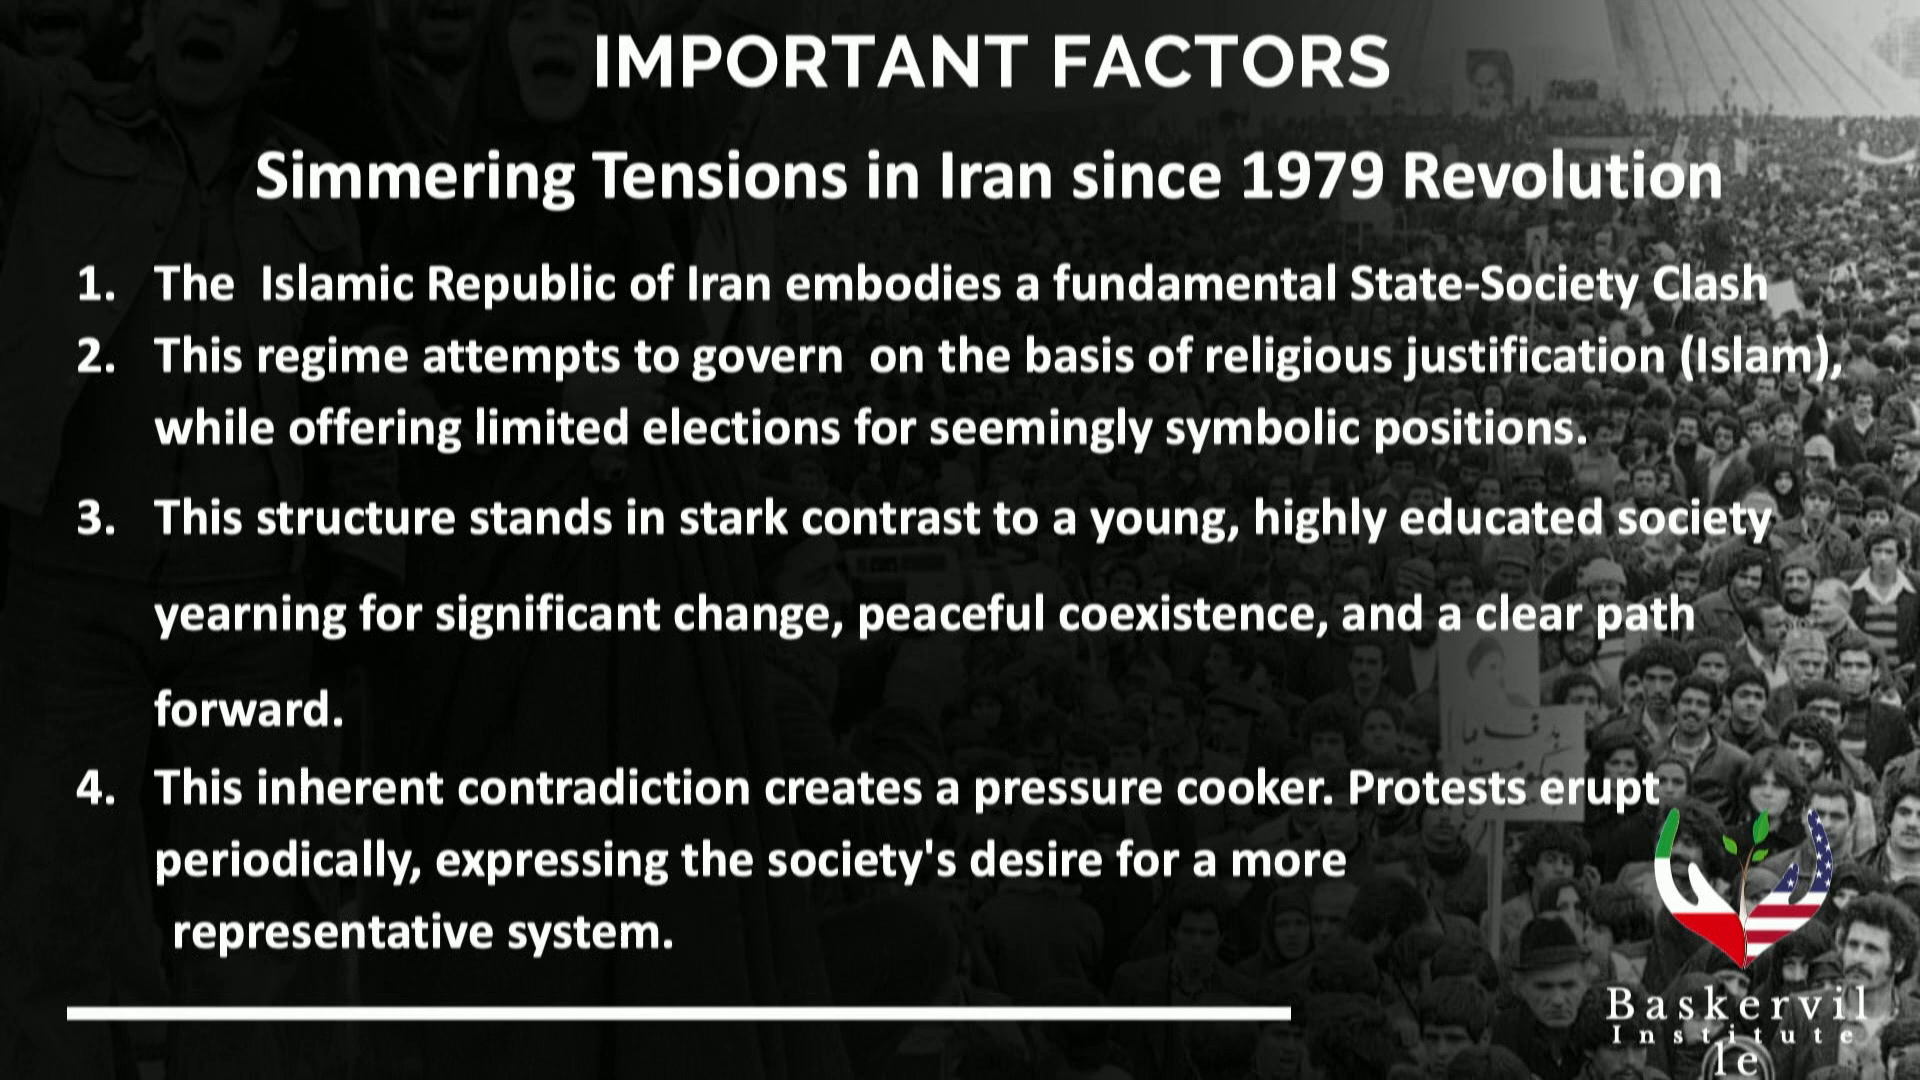 IMPORTANT FACTORS
Simmering Tensions in Iran since 1979 Revolution
1. The Islamic Republic of Iran embodies a fundamental State-Society Clash
2. This regime attempts to govern on the basis of religious justification (Islam),
while offering limited elections for seemingly symbolic positions.
3. This structure stands in stark contrast to a young, highly educated society
yearning for significant change, peaceful coexistence, and a clear path
forward.
4. This inherent contradiction creates a pressure cooker. Protests erupt
periodically, expressing the society's desire for a more
representative system.
Baskervil
Institute
le